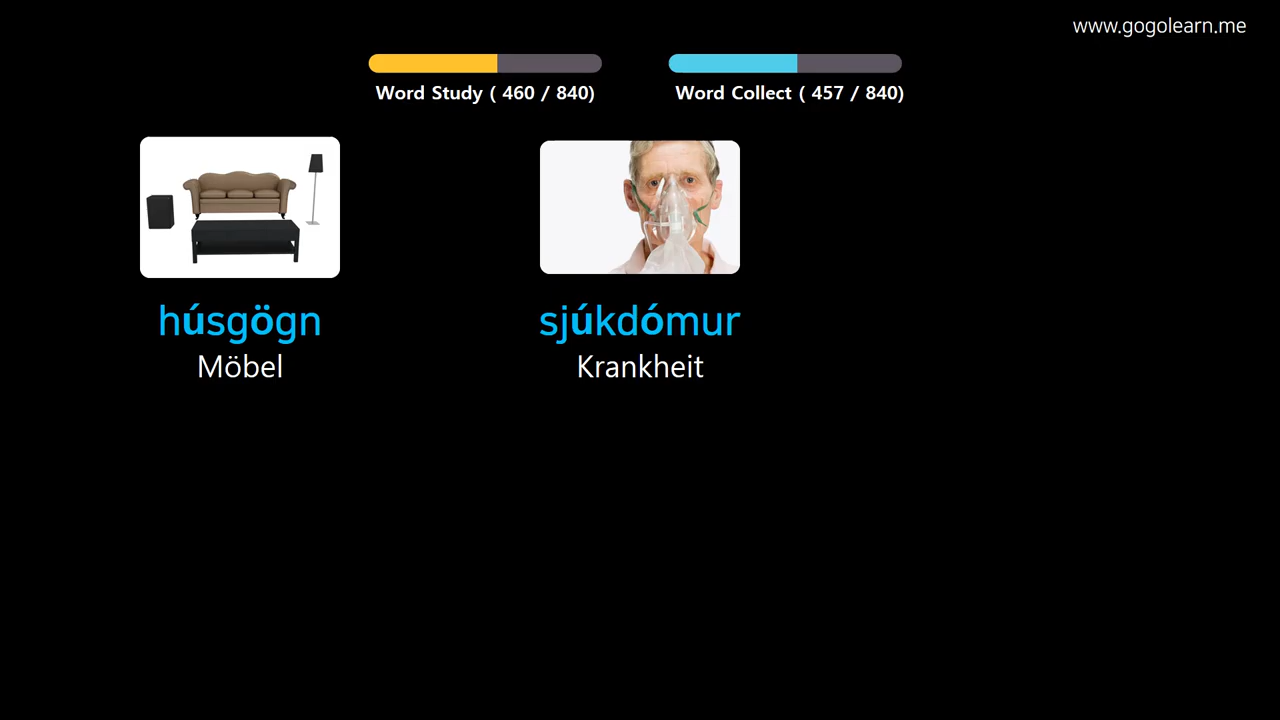 www.gogolearn.me
Word Study ( 460 / 840)
Word Collect ( 457 / 840)
húsgögn
Möbel
sjúkdómur
Krankheit